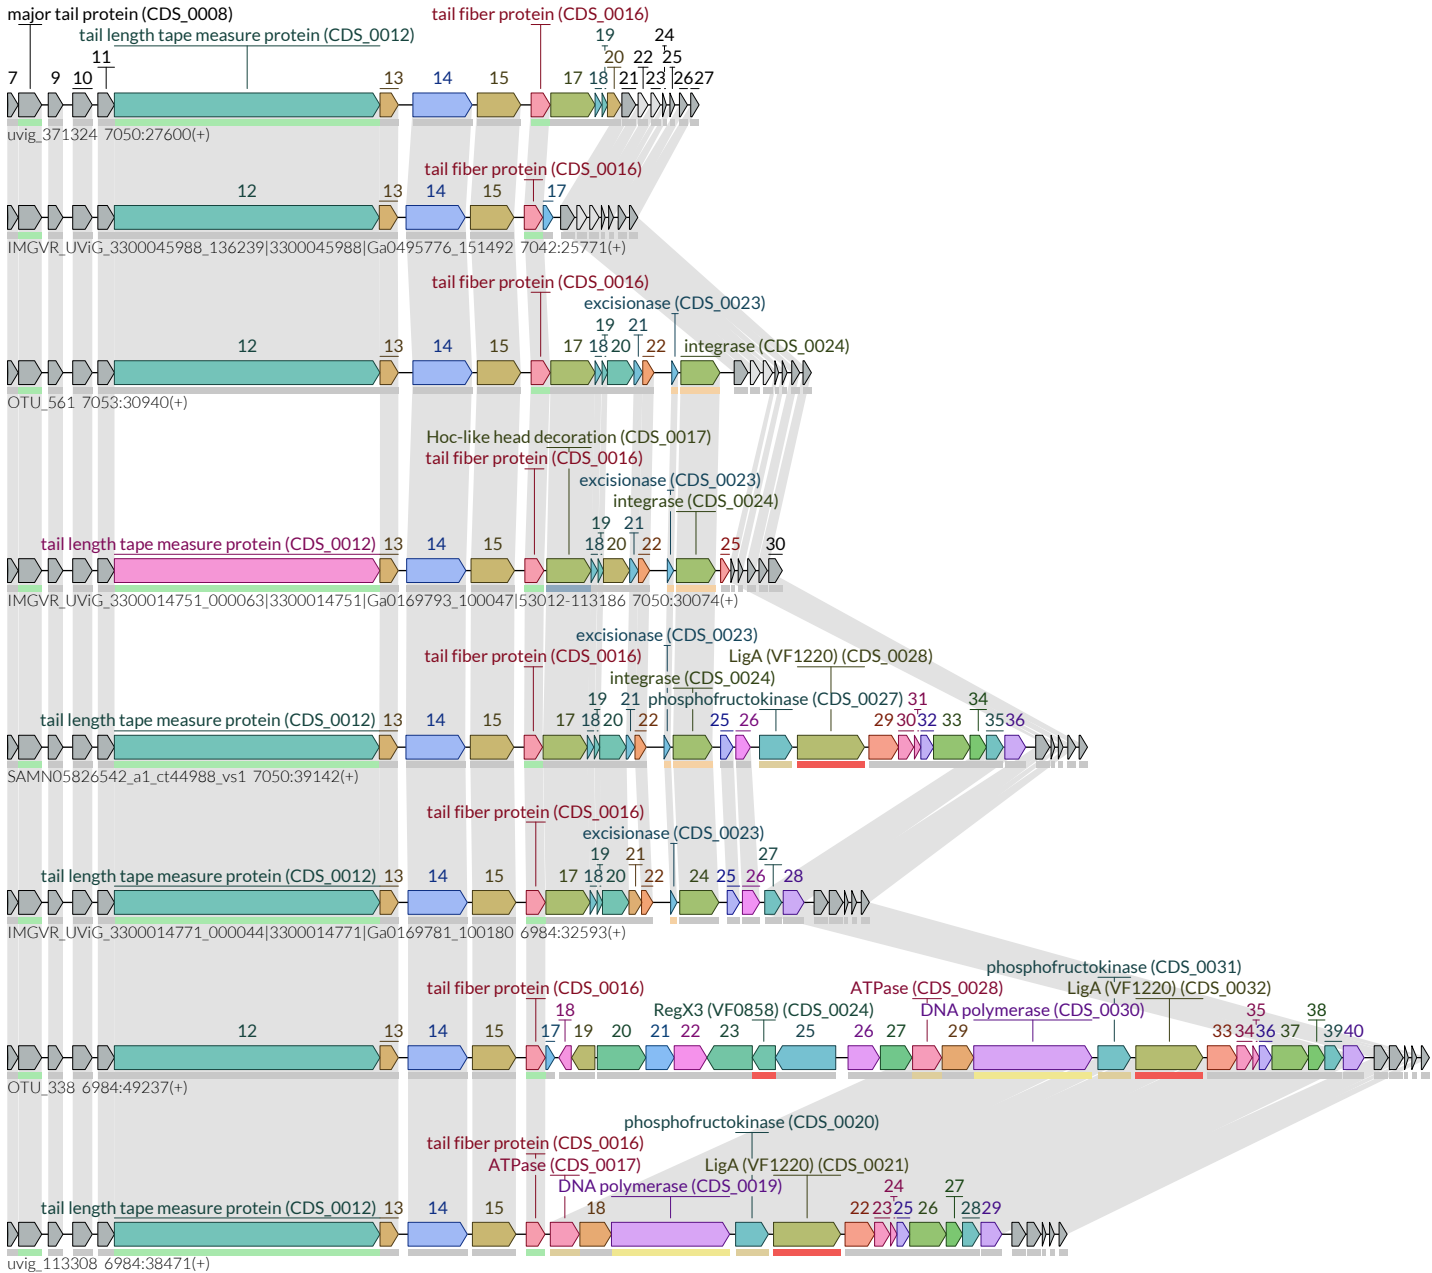 major tail protein (CDS_0008) tail fiber protein (CDS_0016) 24
tail length tape measure protein (CDS_0012) 19
11 20 22 25
7 9 10 13 14 15 17 18 21 23 26 27
uvig_371324 7050:27600(+)
tail fiber protein (CDS_0016)
12 13 14 15 17
IMGVR_UViG_3300045988_136239|3300045988|Ga0495776_151492 7042:25771(+)
tail fiber protein (CDS_0016)
excisionase (CDS_0023)
19 21
12 13 14 15 17 18 20 22 integrase (CDS_0024)
OTU_561 7053:30940(+)
Hoc-like head decoration (CDS_0017)
tail fiber protein (CDS_0016)
excisionase (CDS_0023)
integrase (CDS_0024)
19 21
tail length tape measure protein (CDS_0012) 13 14 15 18 20 22 25 30
IMGVR_UViG_3300014751_000063|3300014751|Ga0169793_100047|53012-113186 7050:30074(+)
excisionase (CDS_0023)
tail fiber protein (CDS_0016) LigA (VF1220) (CDS_0028)
integrase (CDS_0024)
19 21 phosphofructokinase (CDS_0027) 31 34
tail length tape measure protein (CDS_0012) 13 14 15 17 18 20 22 25 26 29 30 32 33 35 36
SAMN05826542_a1_ct44988_vs1 7050:39142(+)
tail fiber protein (CDS_0016)
excisionase (CDS_0023)
19 21 27
tail length tape measure protein (CDS_0012) 13 14 15 17 18 20 22 24 25 26 28
IMGVR_UViG_3300014771_000044|3300014771|Ga0169781_100180 6984:32593(+)
phosphofructokinase (CDS_0031)
tail fiber protein (CDS_0016) ATPase (CDS_0028) LigA (VF1220) (CDS_0032)
18 RegX3 (VF0858) (CDS_0024) DNA polymerase (CDS_0030) 35 38
12 13 14 15 17 19 20 21 22 23 25 26 27 29 33 34 36 37 39 40
OTU_338 6984:49237(+)
phosphofructokinase (CDS_0020)
tail fiber protein (CDS_0016)
ATPase (CDS_0017) LigA (VF1220) (CDS_0021)
DNA polymerase (CDS_0019) 24 27
tail length tape measure protein (CDS_0012) 13 14 15 18 22 23 25 26 28 29
uvig_113308 6984:38471(+)